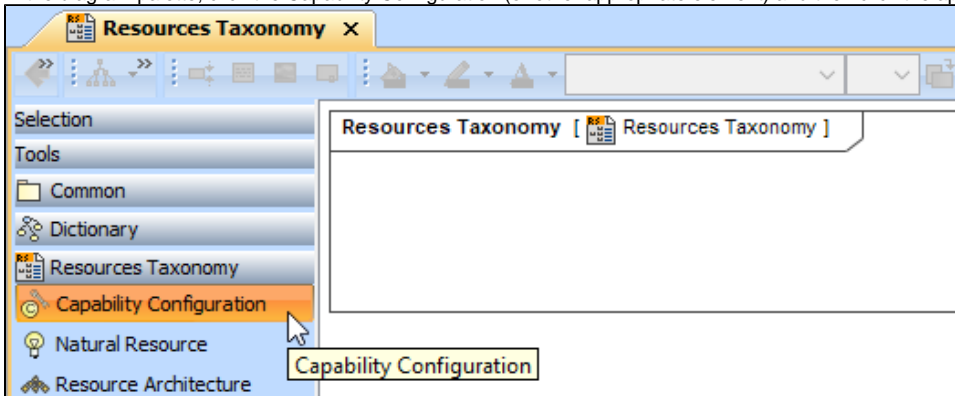 Resources Taxonomy X
Selection
Tools
Common
Dictionary
Resources Taxonomy
Capability Configuration
Natural Resource
Resource Architecture
Resources Taxonomy [ Resources Taxonomy ]
Capability Configuration